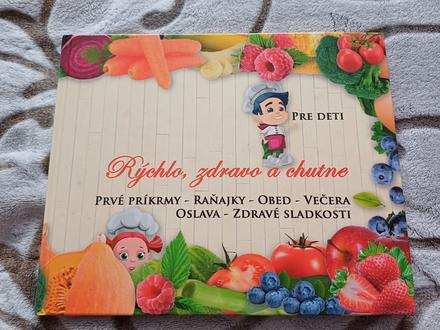 Pre deti
Rýchlo, zdravo a chutne
Prvé príkrmy - Raňajky - Obed - Večera
Oslava - Zdravé sladkosti